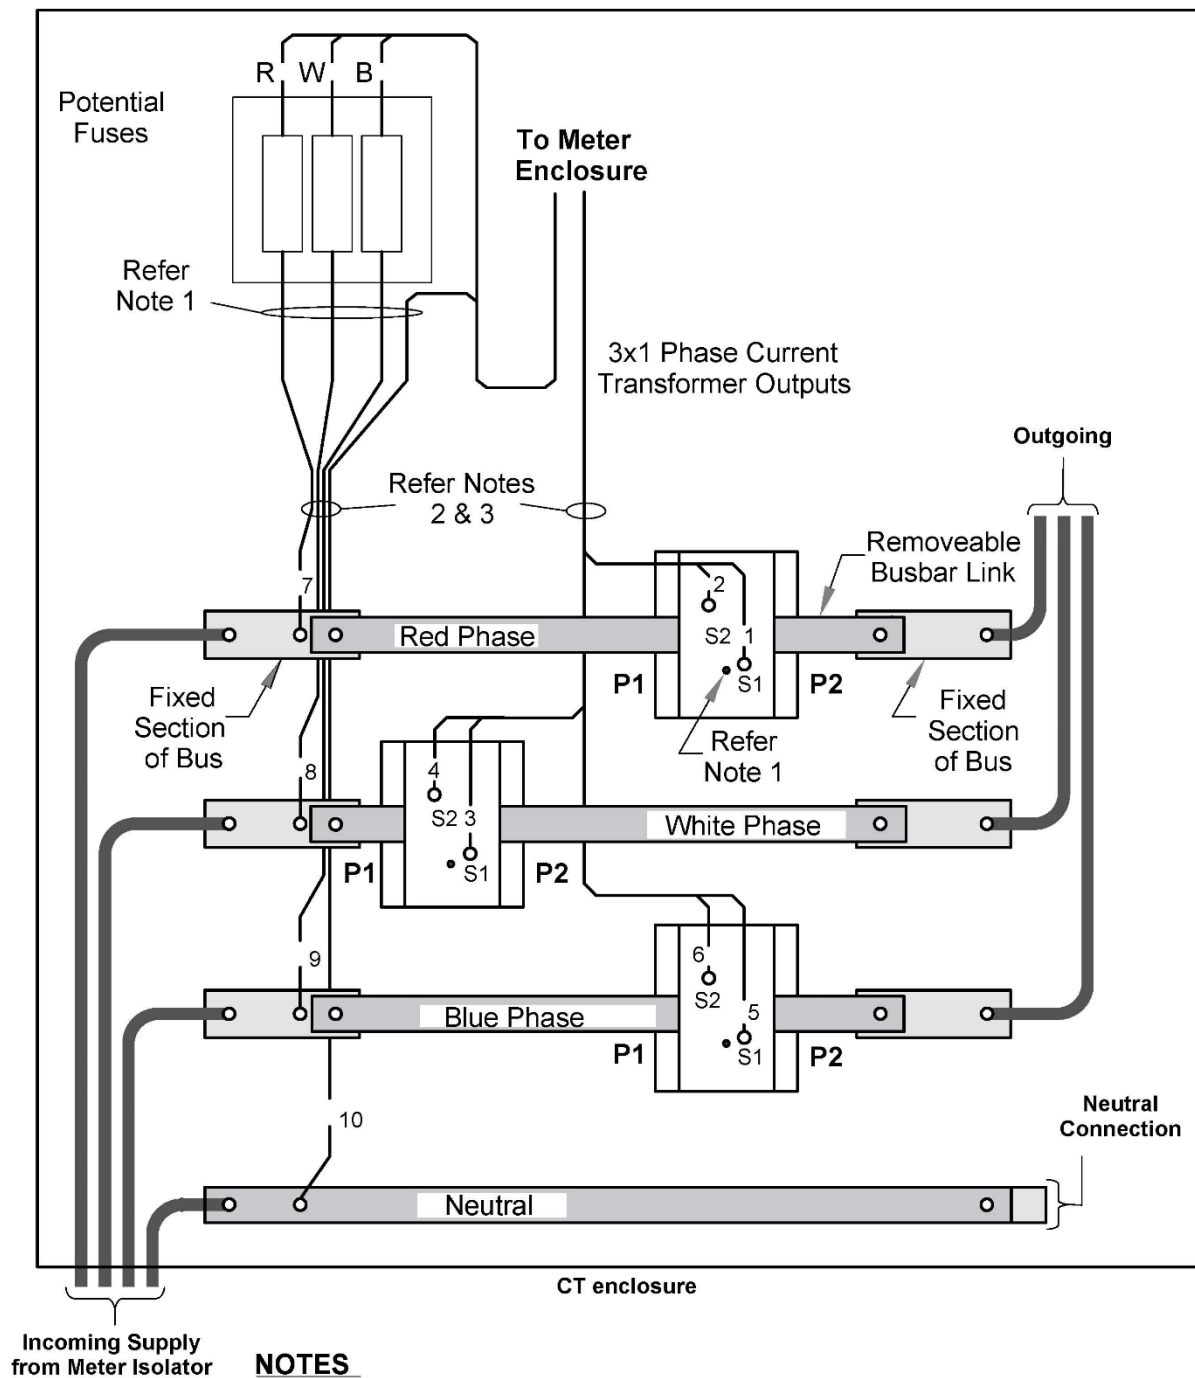 R W B
Potential
Fuses
To Meter
Enclosure
Refer
Note 1
3x1 Phase Current
Transformer Outputs
Outgoing
Refer Notes
2 & 3
Removeable
Busbar Link
7
2
S2
1
S1
Red Phase
P1
P2
Fixed
Section
of Bus
Refer
Note 1
Fixed
Section
of Bus
8
4
S2
3
S1
White Phase
P1
P2
9
6
S2
5
S1
Blue Phase
P1
P2
10
Neutral
Connection
Neutral
CT enclosure
Incoming Supply
from Meter Isolator
NOTES